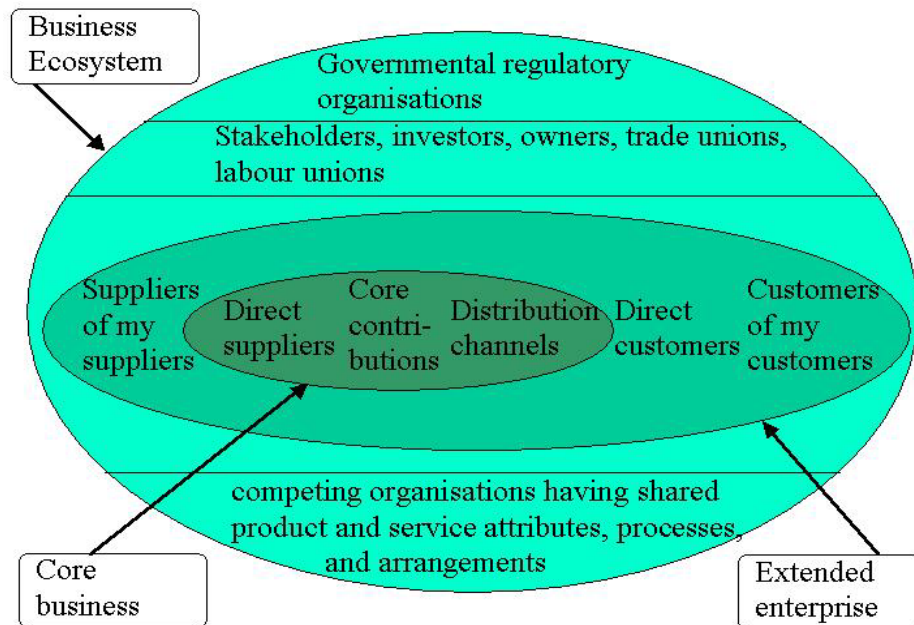 Business
Ecosystem
Governmental regulatory
organisations
Stakeholders, investors, owners, trade unions,
labour unions
Suppliers
of my
suppliers
Direct
suppliers
Core
contri-
butions
Distribution
channels
Direct
customers
Customers
of my
customers
competing organisations having shared
product and service attributes, processes,
and arrangements
Core
business
Extended
enterprise